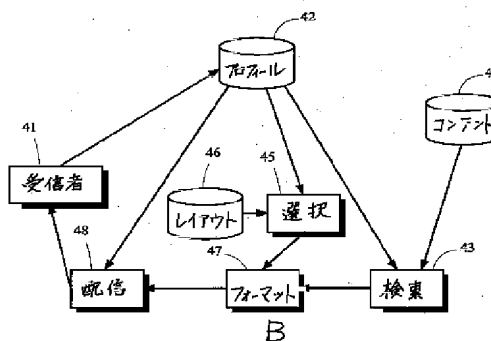 42
プロフィール
4
コンテント
41
受信者
46
レイアウト
45
選択
48
配信
47
フォーマット
43
検索
B